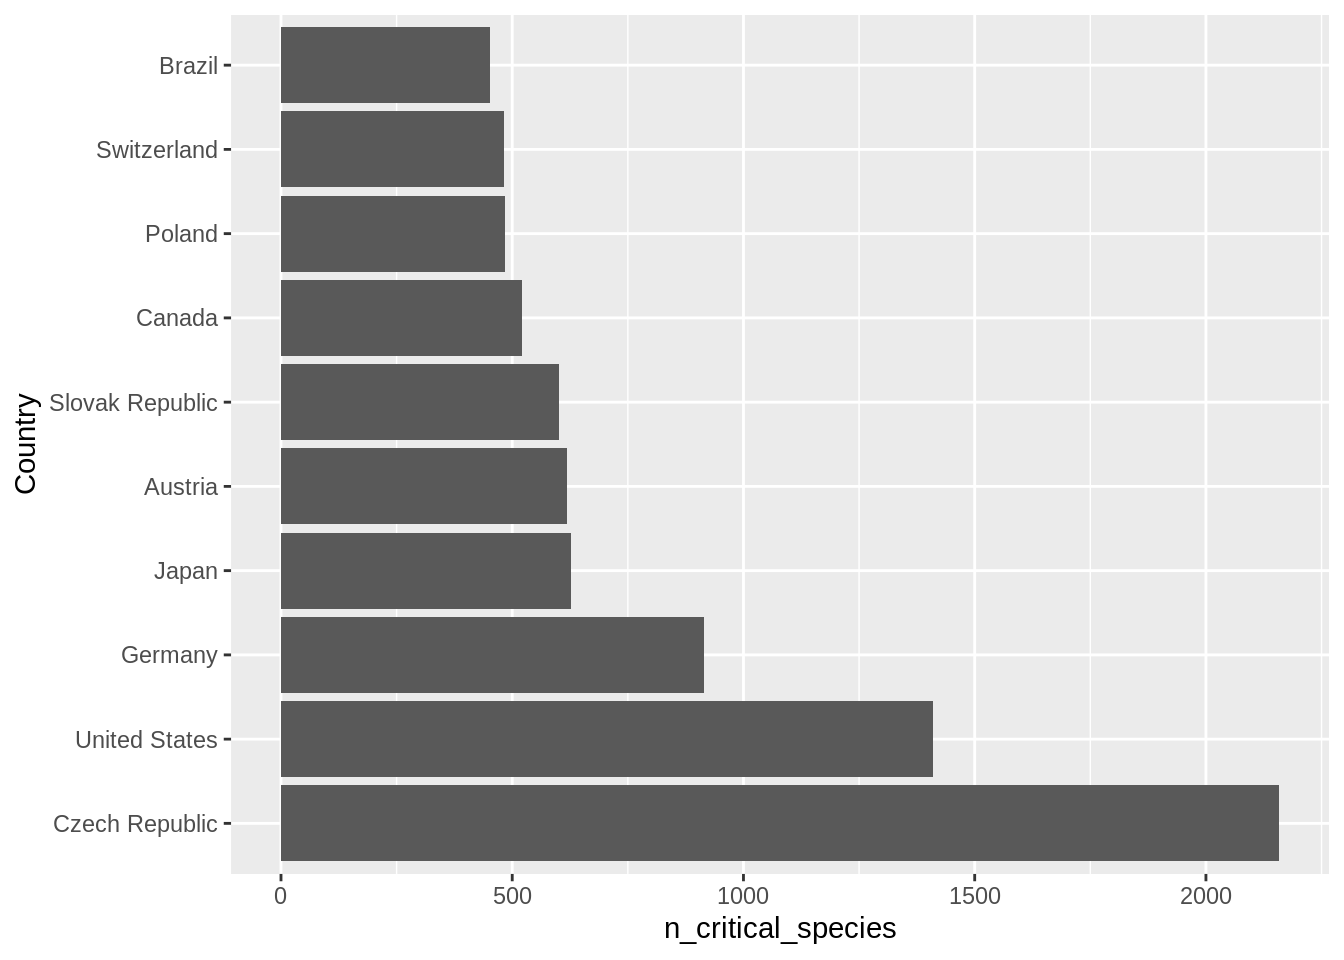 Brazil
Switzerland
Poland
Canada
Slovak Republic
Austria
Japan
Germany
United States
Czech Republic
Country
0 500 1000 1500 2000
n_critical_species